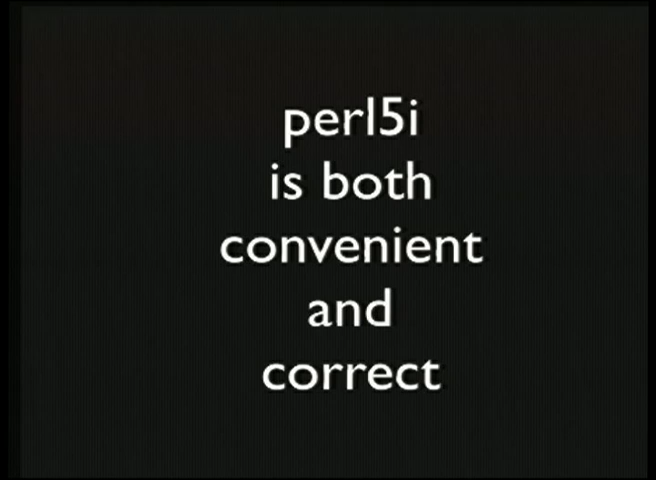 perl5i
is both
convenient
and
correct